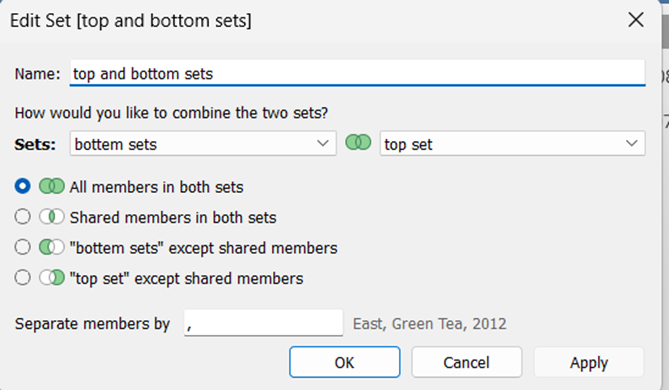 Edit Set [top and bottom sets]
Name: top and bottom sets
How would you like to combine the two sets?
Sets: bottem sets top set
All members in both sets
Shared members in both sets
"bottem sets" except shared members
"top set" except shared members
Separate members by , East, Green Tea, 2012
OK Cancel Apply